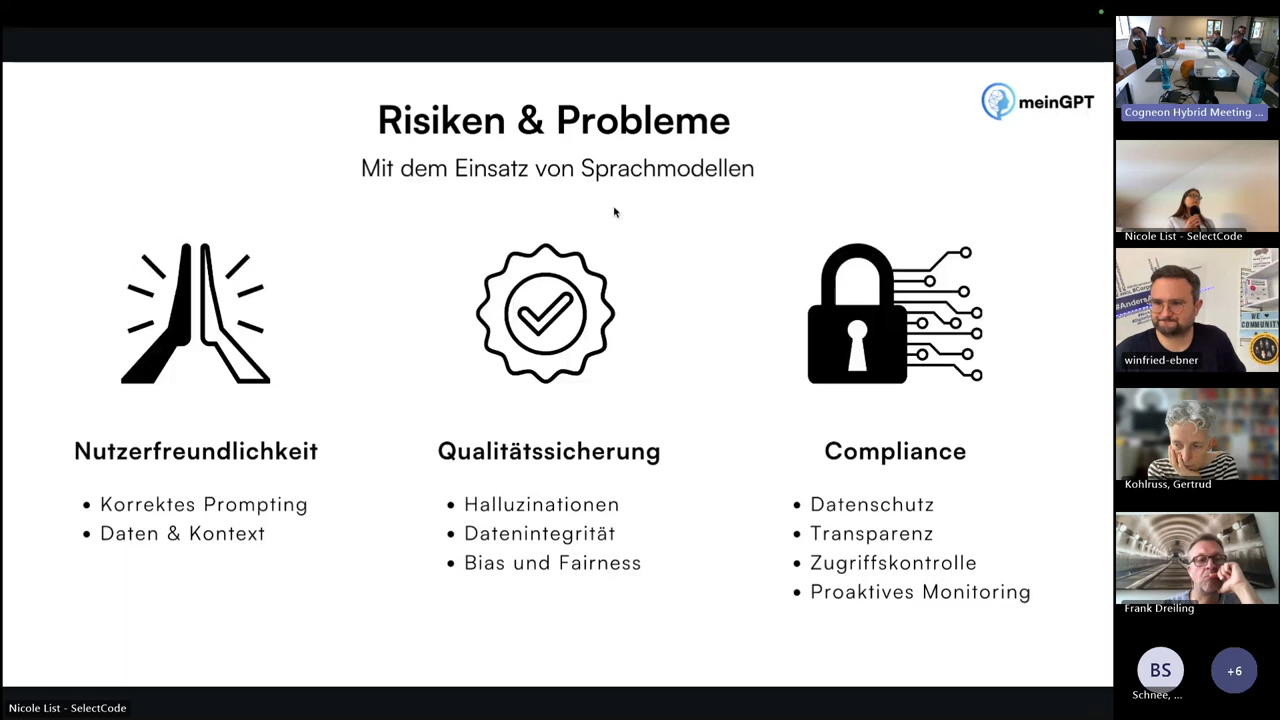 Risiken & Probleme
Mit dem Einsatz von Sprachmodellen
meinGPT
Nutzerfreundlichkeit
• Korrektes Prompting
• Daten & Kontext
Qualitätssicherung
• Halluzinationen
• Datenintegrität
• Bias und Fairness
Compliance
• Datenschutz
• Transparenz
• Zugriffskontrolle
• Proaktives Monitoring
Nicole List - SelectCode
Cogneon Hybrid Meeting ...
Nicole List - SelectCode
WE
COMMUNITY
winfried-ebner
Kohlruss, Gertrud
Frank Dreiling
BS
Schnee, ...
+6